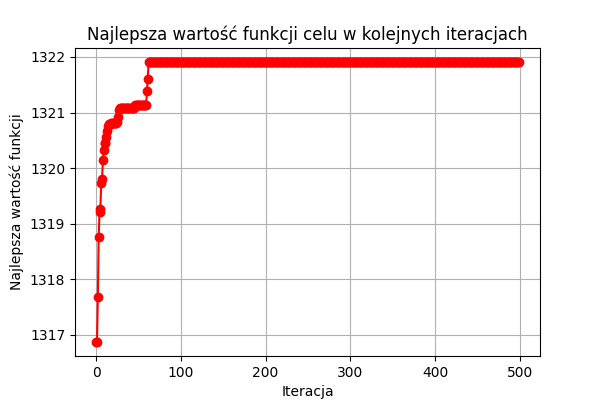 Najlepsza wartość funkcji celu w kolejnych iteracjach
Najlepsza wartość funkcji
1322
1321
1320
1319
1318
1317
0 100 200 300 400 500
Iteracja